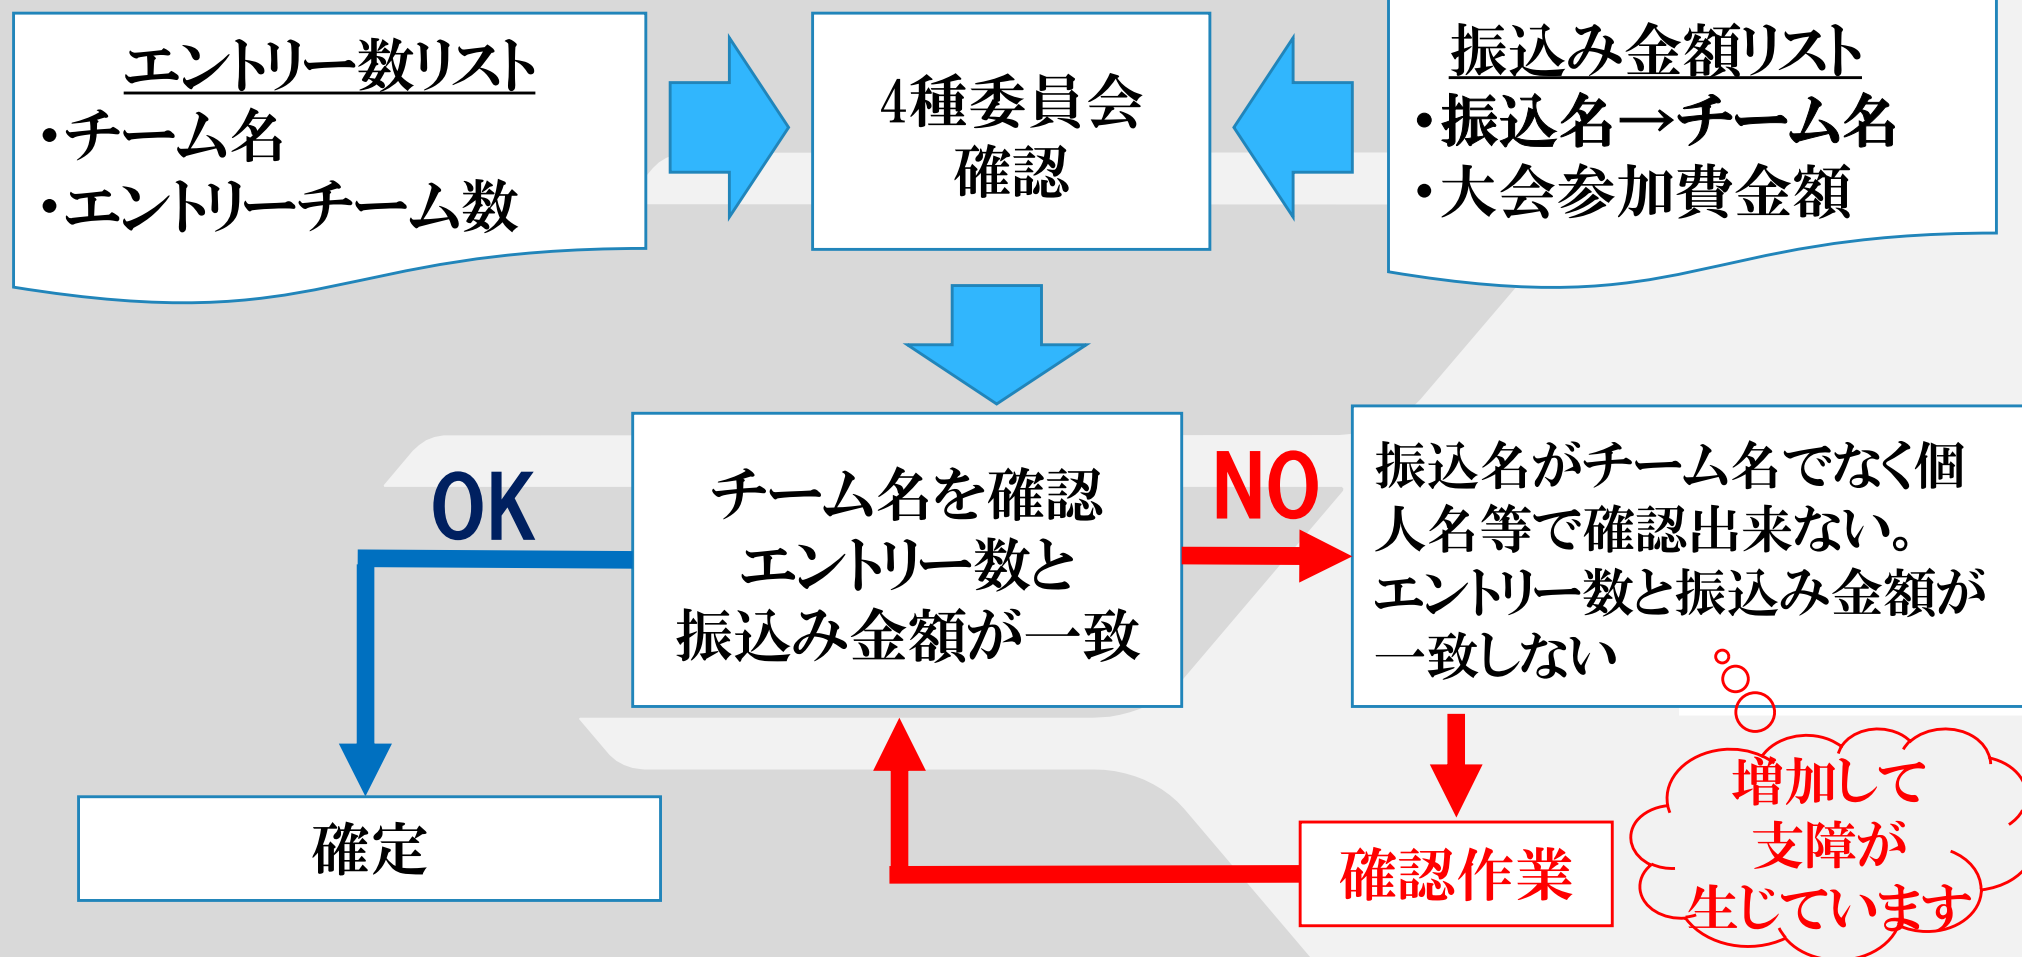 エントリー数リスト
・チーム名
・エントリーチーム数
4種委員会
確認
振込み金額リスト
・振込名→チーム名
・大会参加費金額
OK
チーム名を確認
エントリー数と
振込み金額が一致
NO
振込名がチーム名でなく個
人名等で確認出来ない。
エントリー数と振込み金額が
一致しない
確定
確認作業
増加して
支障が
生じています